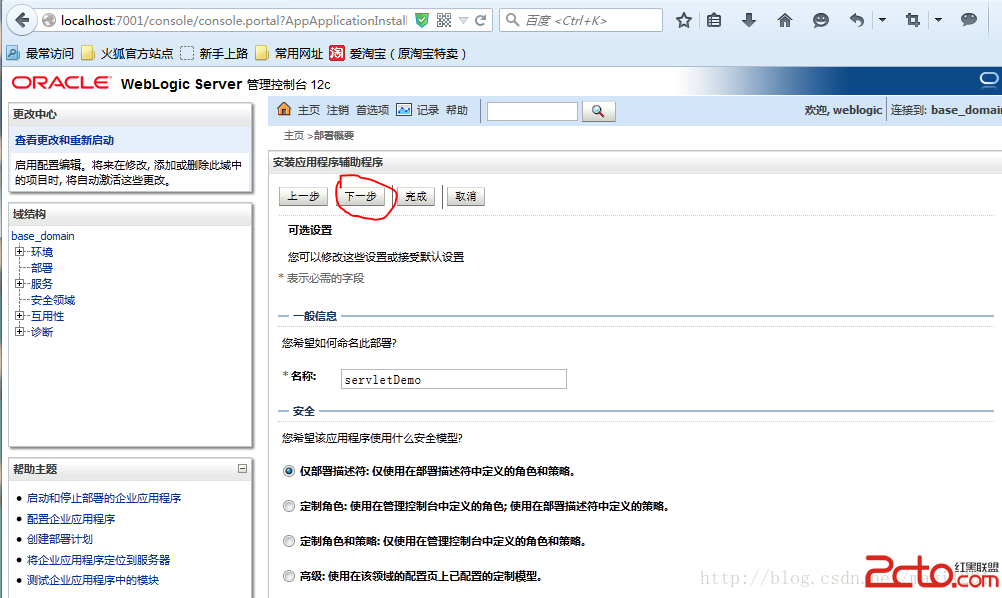 localhost:7001/console/console.portal?AppApplicationInstall
百度 <Ctrl+K>
最常访问 火狐官方站点 新手上路 常用网址 淘 爱淘宝（原淘宝特卖）
ORACLE WebLogic Server 管理控制台 12c
更改中心
查看更改和重新启动
启用配置编辑。将来在修改, 添加或删除此域中
的项目时, 将自动激活这些更改。
域结构
base_domain
环境
部署
服务
安全领域
互用性
诊断
帮助主题
启动和停止部署的企业应用程序
配置企业应用程序
创建部署计划
将企业应用程序定位到服务器
测试企业应用程序中的模块
主页 注销 首选项 记录 帮助
欢迎, weblogic 连接到: base_domain
主页 >部署概要
安装应用程序辅助程序
上一步 下一步 完成 取消
可选设置
您可以修改这些设置或接受默认设置
* 表示必需的字段
一般信息
您希望如何命名此部署?
* 名称: servletDemo
安全
您希望该应用程序使用什么安全模型?
仅部署描述符: 仅使用在部署描述符中定义的角色和策略。
定制角色: 使用在管理控制台中定义的角色; 使用在部署描述符中定义的策略。
定制角色和策略: 仅使用在管理控制台中定义的角色和策略。
高级: 使用在该领域的配置页上已配置的定制模型。
http://blog.csdn.net/
2cto.com 红黑联盟